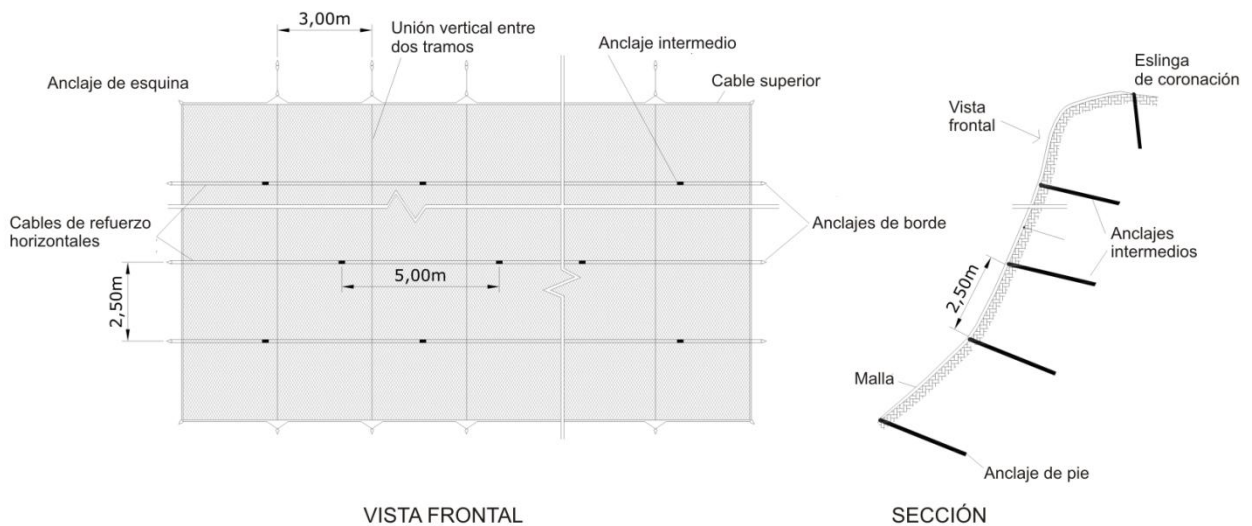 3,00m
Unión vertical entre
dos tramos
Anclaje intermedio
Anclaje de esquina
Cable superior
Cables de refuerzo
horizontales
Anclajes de borde
5,00m
2,50m
VISTA FRONTAL
Eslinga
de coronación
Vista
frontal
Anclajes
intermedios
2,50m
Malla
Anclaje de pie
SECCIÓN